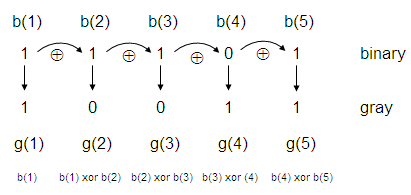 b(1) b(2) b(3) b(4) b(5)
1 ⊕ 1 ⊕ 1 ⊕ 0 ⊕ 1 binary
1 0 0 1 1 gray
g(1) g(2) g(3) g(4) g(5)
b(1) b(1) xor b(2) b(2) xor b(3) b(3) xor (4) b(4) xor b(5)